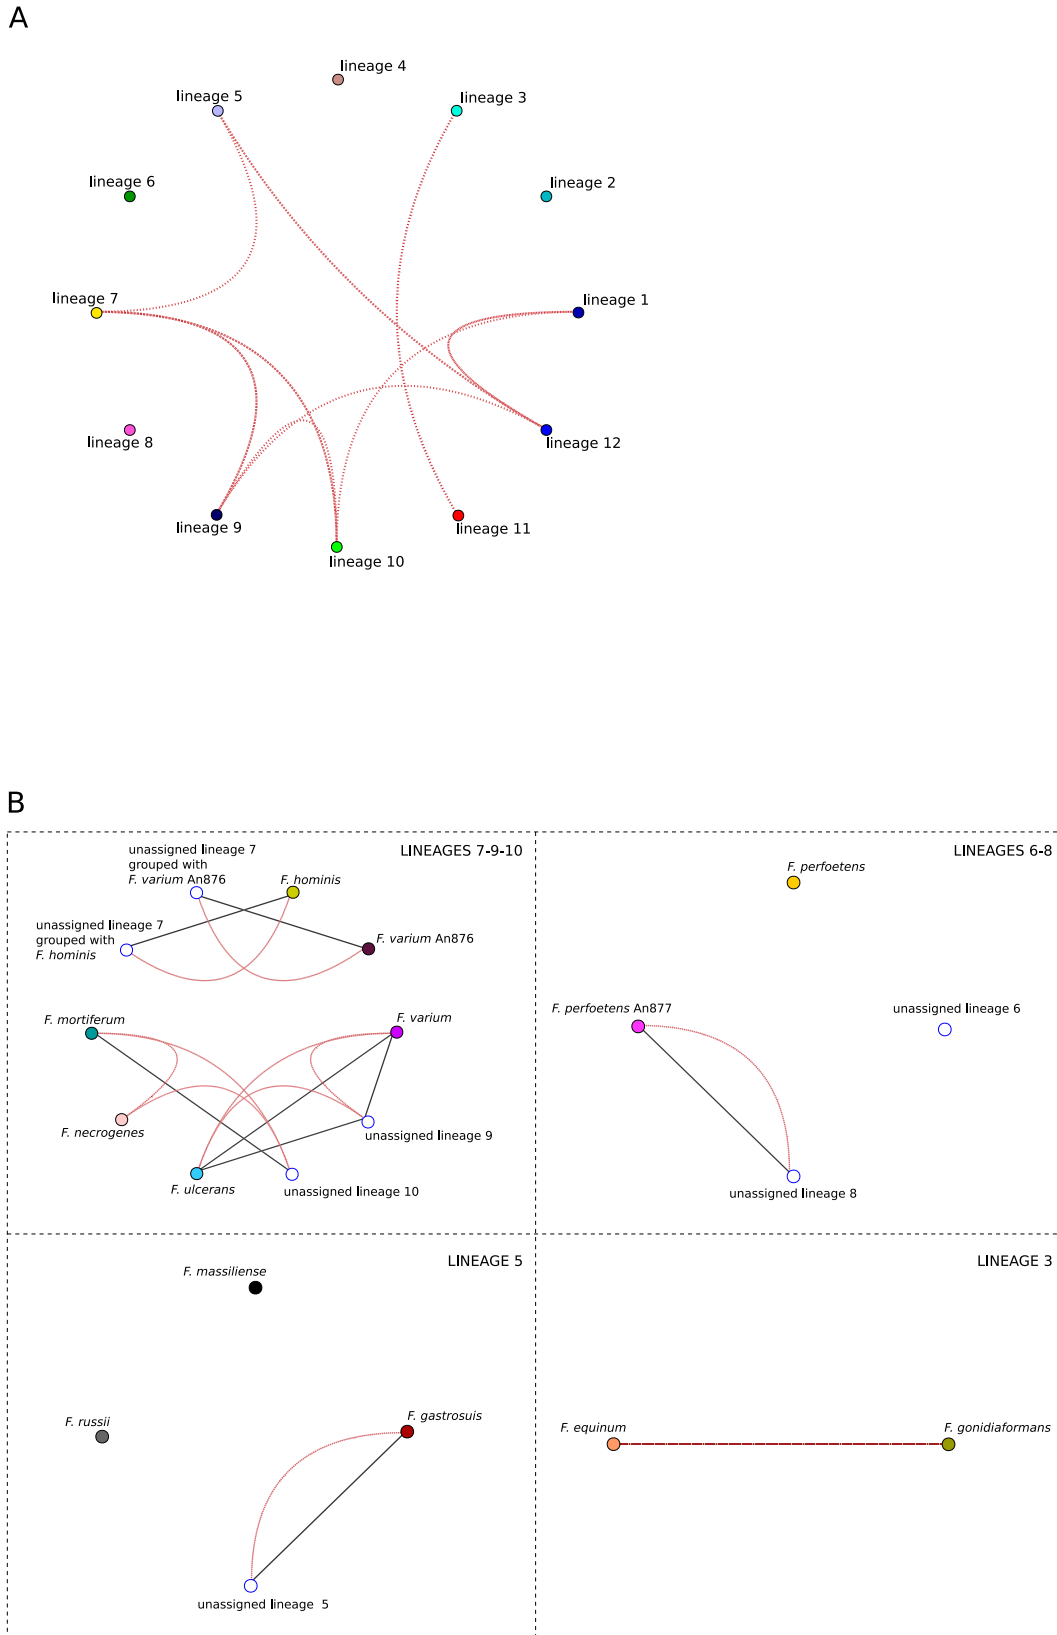 A
lineage 4
lineage 5
lineage 3
lineage 6
lineage 2
lineage 7
lineage 1
lineage 8
lineage 12
lineage 9
lineage 11
lineage 10
B
LINEAGES 7-9-10
unassigned lineage 7
grouped with
F. varium An876
F. hominis
unassigned lineage 7
grouped with
F. hominis
F. varium An876
F. mortiferum
F. varium
F. necrogenes
unassigned lineage 9
F. ulcerans
unassigned lineage 10
LINEAGES 6-8
F. perfoetens
F. perfoetens An877
unassigned lineage 6
unassigned lineage 8
LINEAGE 5
F. massiliense
F. russii
F. gastrosuis
unassigned lineage 5
LINEAGE 3
F. equinum
F. gonidiaformans